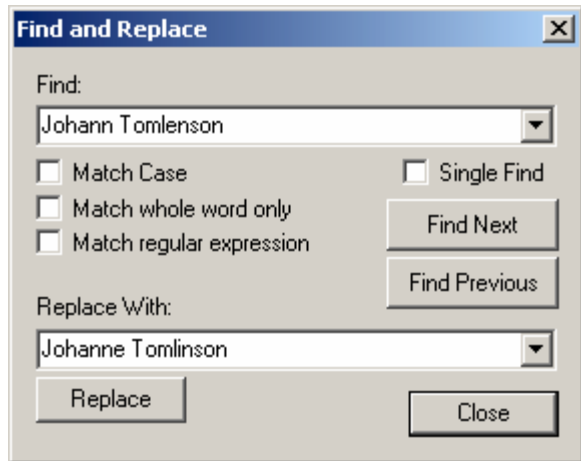 Find and Replace
Find:
Johann Tomlenson
Match Case
Single Find
Match whole word only
Find Next
Match regular expression
Find Previous
Replace With:
Johanne Tomlinson
Replace
Close